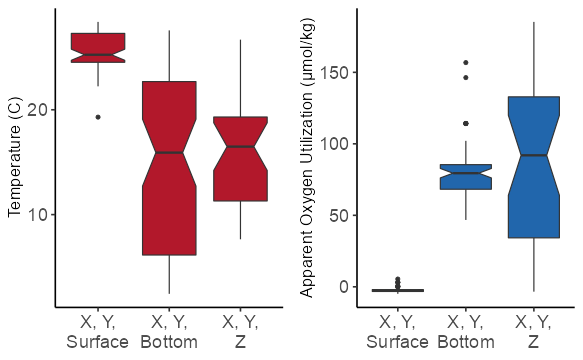 Temperature (C)
20
10
X, Y,
Surface
X, Y,
Bottom
X, Y,
Z
Apparent Oxygen Utilization (μmol/kg)
150
100
50
0
X, Y,
Surface
X, Y,
Bottom
X, Y,
Z